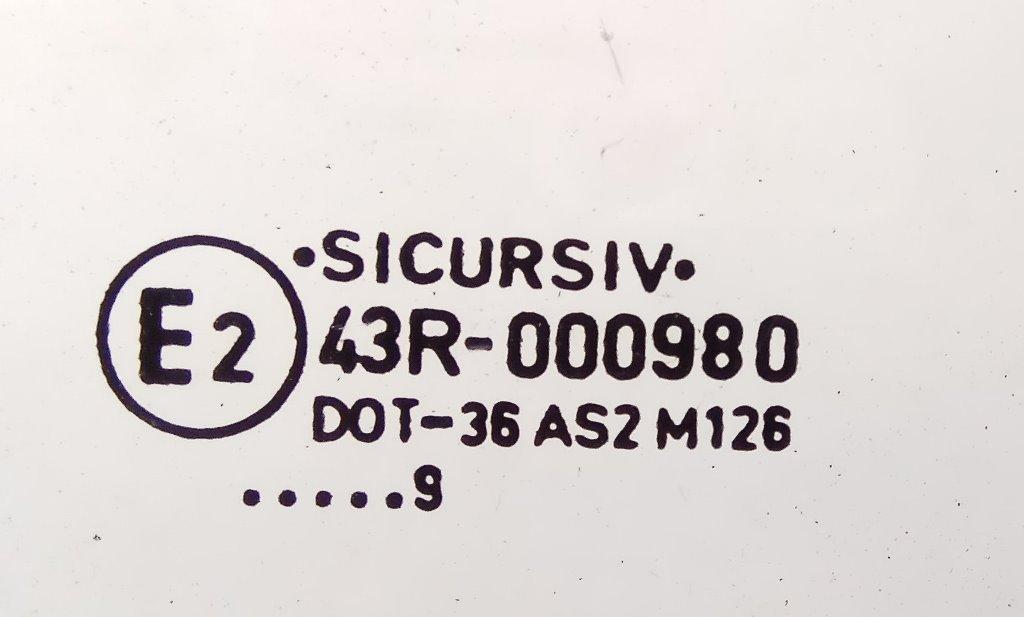 E2
•SICURSIV•
43R-000980
DOT-36 AS2 M126
.....9